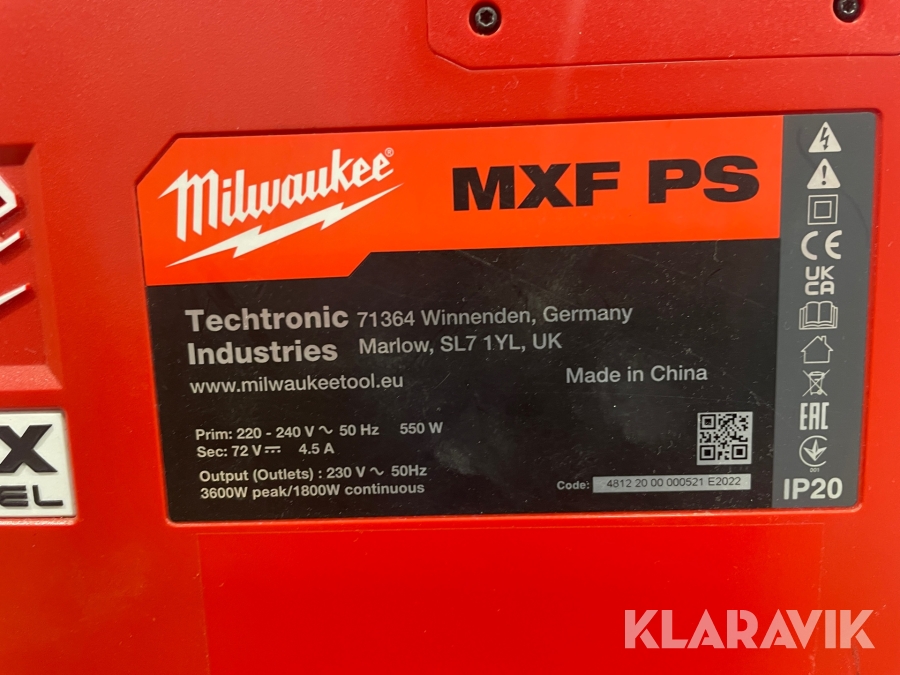 Milwaukee®
MXF PS
Techtronic Industries
71364 Winnenden, Germany
Marlow, SL7 1YL, UK
www.milwaukeetool.eu
Made in China
Prim: 220 - 240 V ~ 50 Hz 550 W
Sec: 72 V ⎓ 4.5 A
Output (Outlets) : 230 V ~ 50Hz
3600W peak/1800W continuous
Code: 4812 20 00 000521 E2022
CE
UK
CA
EAC
001
IP20
X
EL
KLARAVIK